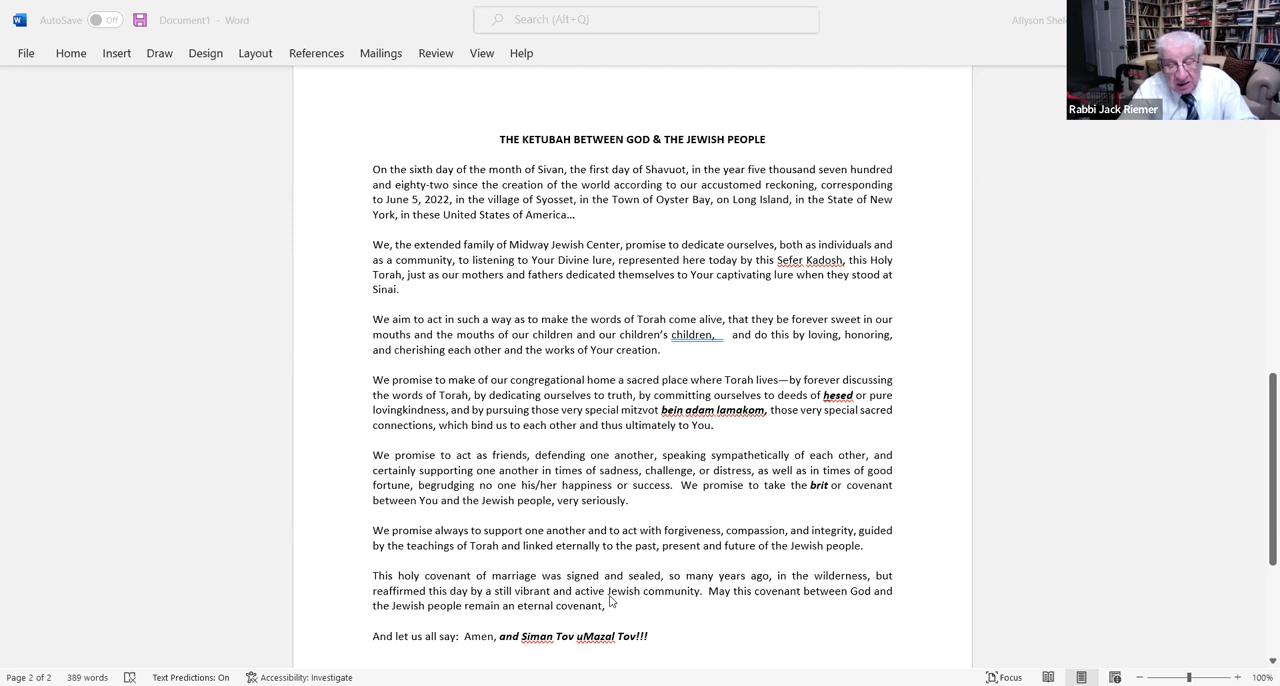 AutoSave Off Document1 - Word Search (Alt+Q) Allyson
File Home Insert Draw Design Layout References Mailings Review View Help
Rabbi Jack Riemer
THE KETUBAH BETWEEN GOD & THE JEWISH PEOPLE
On the sixth day of the month of Sivan, the first day of Shavuot, in the year five thousand seven hundred
and eighty-two since the creation of the world according to our accustomed reckoning, corresponding
to June 5, 2022, in the village of Syosset, in the Town of Oyster Bay, on Long Island, in the State of New
York, in these United States of America...
We, the extended family of Midway Jewish Center, promise to dedicate ourselves, both as individuals and
as a community, to listening to Your Divine lure, represented here today by this Sefer Kadosh, this Holy
Torah, just as our mothers and fathers dedicated themselves to Your captivating lure when they stood at
Sinai.
We aim to act in such a way as to make the words of Torah come alive, that they be forever sweet in our
mouths and the mouths of our children and our children's children, and do this by loving, honoring,
and cherishing each other and the works of Your creation.
We promise to make of our congregational home a sacred place where Torah lives—by forever discussing
the words of Torah, by dedicating ourselves to truth, by committing ourselves to deeds of hesed or pure
lovingkindness, and by pursuing those very special mitzvot bein adam lamakom, those very special sacred
connections, which bind us to each other and thus ultimately to You.
We promise to act as friends, defending one another, speaking sympathetically of each other, and
certainly supporting one another in times of sadness, challenge, or distress, as well as in times of good
fortune, begrudging no one his/her happiness or success. We promise to take the brit or covenant
between You and the Jewish people, very seriously.
We promise always to support one another and to act with forgiveness, compassion, and integrity, guided
by the teachings of Torah and linked eternally to the past, present and future of the Jewish people.
This holy covenant of marriage was signed and sealed, so many years ago, in the wilderness, but
reaffirmed this day by a still vibrant and active Jewish community. May this covenant between God and
the Jewish people remain an eternal covenant,
And let us all say: Amen, and Siman Tov uMazal Tov!!!
Page 2 of 2 389 words Text Predictions: On Accessibility: Investigate Focus 100%